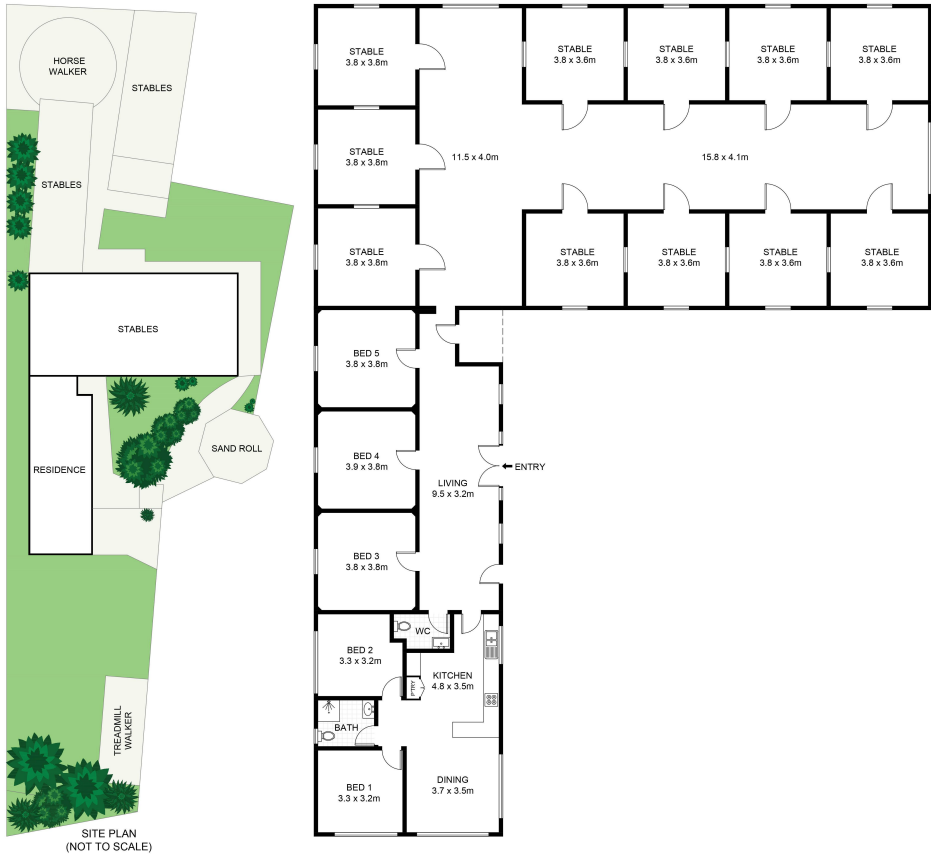 HORSE
WALKER
STABLES
STABLES
STABLES
RESIDENCE
SAND ROLL
TREADMILL
WALKER
SITE PLAN
(NOT TO SCALE)
STABLE
3.8 x 3.8m
STABLE
3.8 x 3.6m
STABLE
3.8 x 3.6m
STABLE
3.8 x 3.6m
STABLE
3.8 x 3.6m
STABLE
3.8 x 3.8m
11.5 x 4.0m
15.8 x 4.1m
STABLE
3.8 x 3.8m
STABLE
3.8 x 3.6m
STABLE
3.8 x 3.6m
STABLE
3.8 x 3.6m
STABLE
3.8 x 3.6m
BED 5
3.8 x 3.8m
BED 4
3.9 x 3.8m
ENTRY
LIVING
9.5 x 3.2m
BED 3
3.8 x 3.8m
WC
BED 2
3.3 x 3.2m
KITCHEN
4.8 x 3.5m
PTRY
BATH
BED 1
3.3 x 3.2m
DINING
3.7 x 3.5m